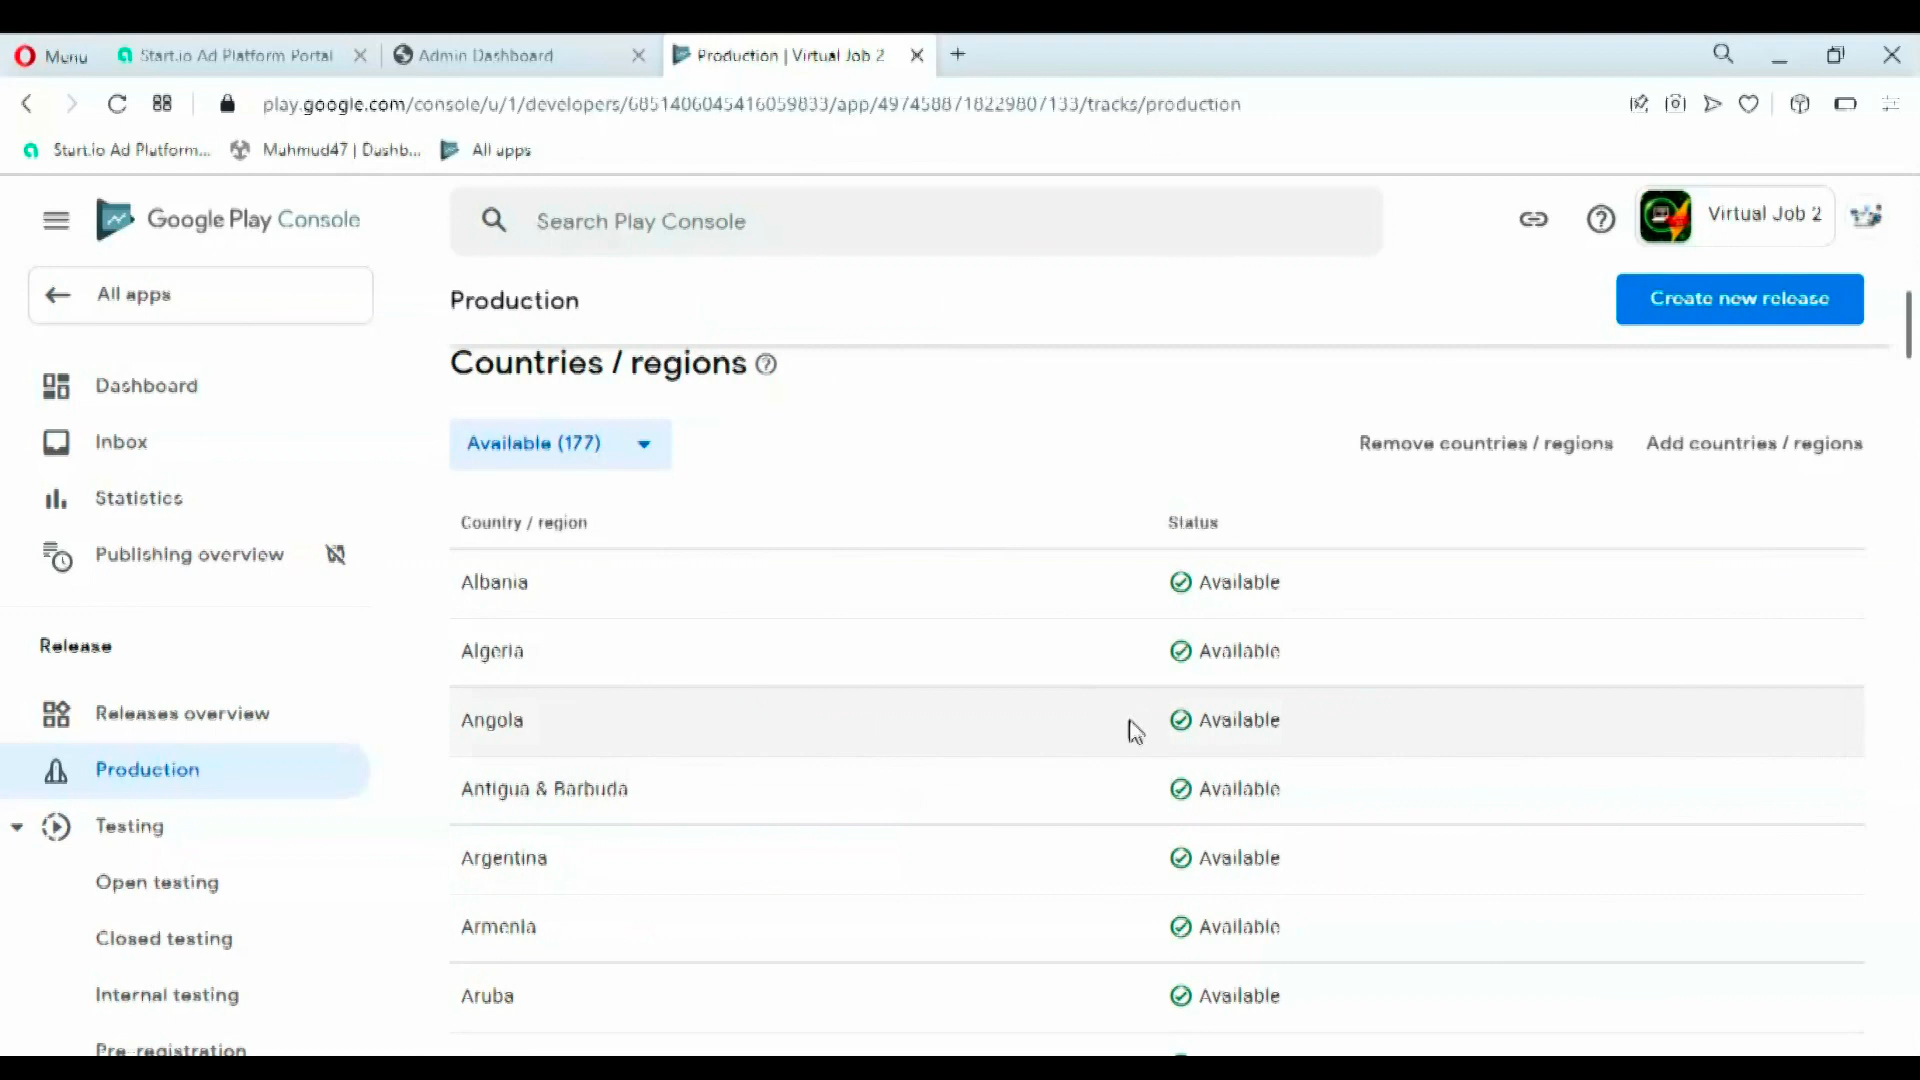 Menu
Start.io Ad Platform Portal
Admin Dashboard
Production | Virtual Job 2
play.google.com/console/u/1/developers/6851406045416059833/app/4974588718229807133/tracks/production
Start.io Ad Platform...
Mahmud47 | Dashb...
All apps
Google Play Console
Search Play Console
Virtual Job 2
All apps
Production
Create new release
Countries / regions
Dashboard
Available (177)
Remove countries / regions
Add countries / regions
Inbox
Statistics
Country / region
Status
Publishing overview
Albania
Available
Release
Algeria
Available
Releases overview
Angola
Available
Production
Antigua & Barbuda
Available
Testing
Argentina
Available
Open testing
Armenia
Available
Closed testing
Internal testing
Aruba
Available
Pre-registration